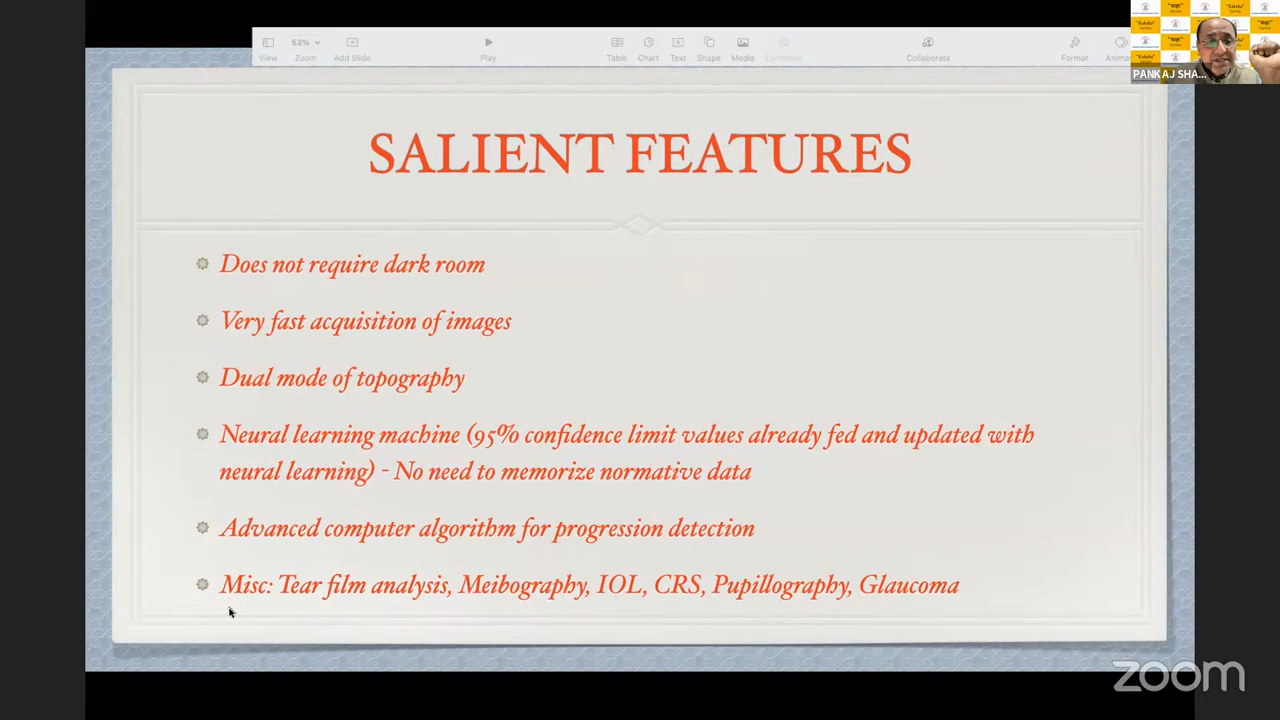 53%
View
Zoom
Add Slide
Play
Table
Chart
Text
Shape
Media
Comment
Collaborate
Format
PANKAJ SHA...
SALIENT FEATURES
Does not require dark room
Very fast acquisition of images
Dual mode of topography
Neural learning machine (95% confidence limit values already fed and updated with
neural learning) - No need to memorize normative data
Advanced computer algorithm for progression detection
Misc: Tear film analysis, Meibography, IOL, CRS, Pupillography, Glaucoma
zoom